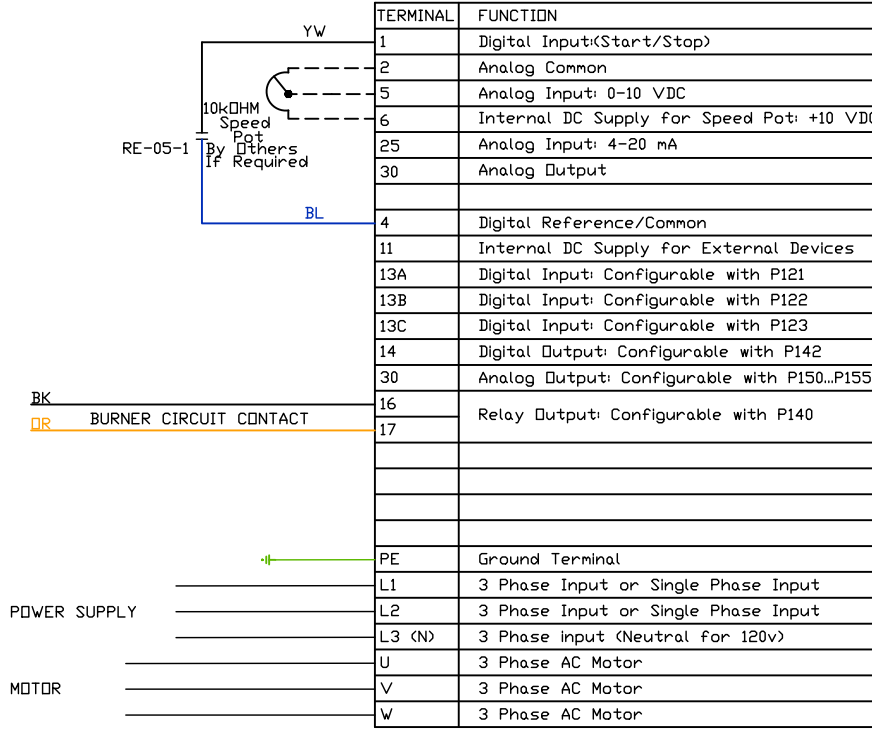 TERMINAL FUNCTION
YW
1 Digital Input:(Start/Stop)
2 Analog Common
5 Analog Input: 0-10 VDC
6 Internal DC Supply for Speed Pot: +10 VDC
10kOHM
Speed
Pot
By Others
If Required
RE-05-1
25 Analog Input: 4-20 mA
30 Analog Output
BL
4 Digital Reference/Common
11 Internal DC Supply for External Devices
13A Digital Input: Configurable with P121
13B Digital Input: Configurable with P122
13C Digital Input: Configurable with P123
14 Digital Output: Configurable with P142
30 Analog Output: Configurable with P150...P155
BK
16
BURNER CIRCUIT CONTACT
Relay Output: Configurable with P140
OR
17
PE Ground Terminal
L1 3 Phase Input or Single Phase Input
POWER SUPPLY
L2 3 Phase Input or Single Phase Input
L3 (N) 3 Phase input (Neutral for 120v)
U 3 Phase AC Motor
MOTOR
V 3 Phase AC Motor
W 3 Phase AC Motor